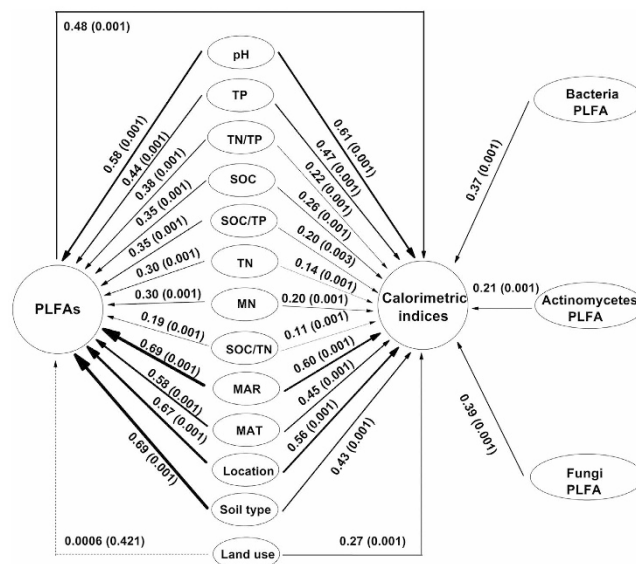 0.48 (0.001)
pH
TP
TN/TP
SOC
SOC/TP
TN
MN
SOC/TN
MAR
MAT
Location
Soil type
Land use
PLFAs
0.58 (0.001)
0.44 (0.001)
0.38 (0.001)
0.35 (0.001)
0.35 (0.001)
0.30 (0.001)
0.30 (0.001)
0.19 (0.001)
0.69 (0.001)
0.58 (0.001)
0.67 (0.001)
0.69 (0.001)
0.0006 (0.421)
0.61 (0.001)
0.47 (0.001)
0.22 (0.001)
0.26 (0.001)
0.20 (0.003)
0.14 (0.001)
0.20 (0.001)
0.11 (0.001)
0.60 (0.001)
0.45 (0.001)
0.56 (0.001)
0.43 (0.001)
0.27 (0.001)
Calorimetric
indices
Bacteria
PLFA
0.37 (0.001)
0.21 (0.001)
Actinomycetes
PLFA
0.39 (0.001)
Fungi
PLFA